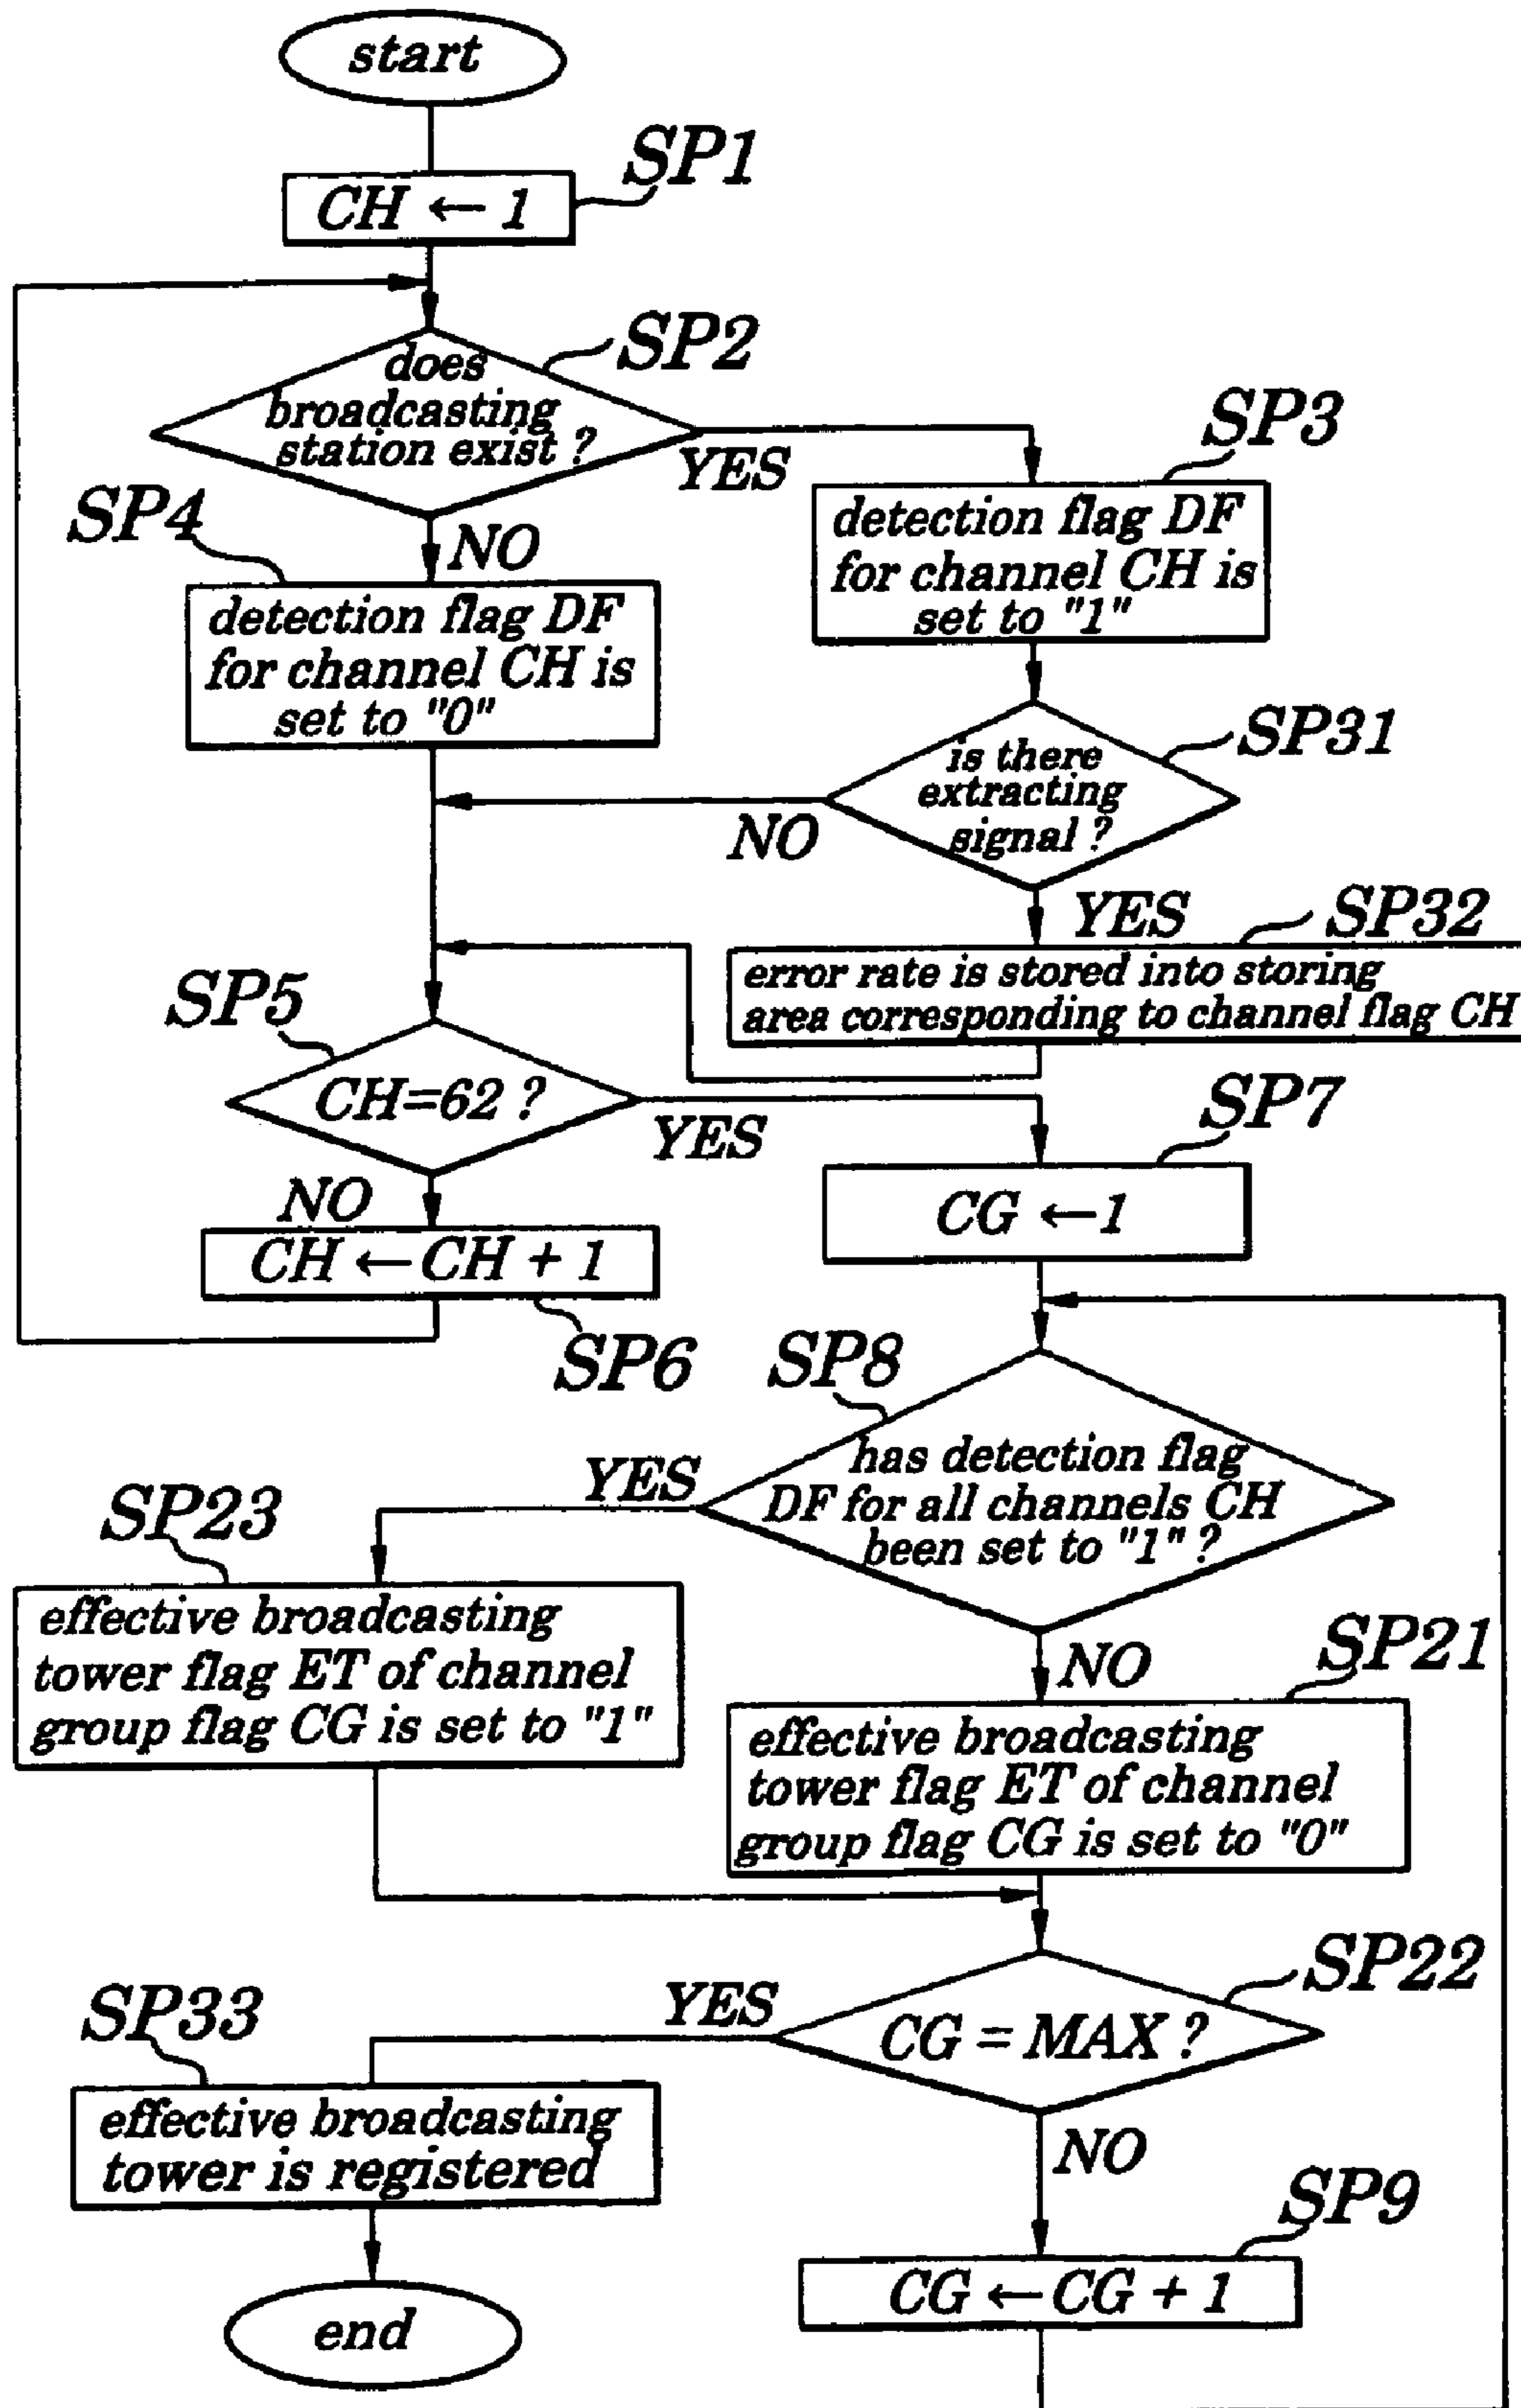 start
SP1
CH ← 1
SP2
does
broadcasting
station exist ?
YES
SP3
detection flag DF
for channel CH is
set to "1"
SP4
NO
detection flag DF
for channel CH is
set to "0"
SP31
is there
extracting
signal ?
NO
YES
SP32
error rate is stored into storing
area corresponding to channel flag CH
SP5
CH=62 ?
YES
SP7
CG ←1
NO
CH ← CH + 1
SP6
SP8
has detection flag
DF for all channels CH
been set to "1" ?
YES
SP23
effective broadcasting
tower flag ET of channel
group flag CG is set to "1"
NO
SP21
effective broadcasting
tower flag ET of channel
group flag CG is set to "0"
SP22
CG = MAX ?
YES
SP33
effective broadcasting
tower is registered
NO
SP9
CG ← CG + 1
end